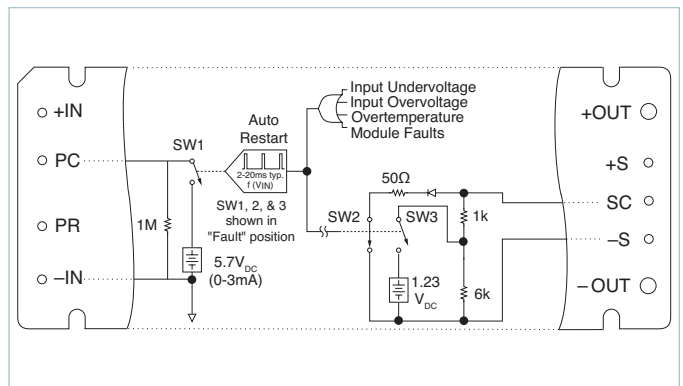 +IN
PC
PR
–IN
SW1
1M
5.7V DC
(0-3mA)
Auto
Restart
2-20ms typ.
f (VIN)
SW1, 2, & 3
shown in
"Fault" position
Input Undervoltage
Input Overvoltage
Overtemperature
Module Faults
50Ω
SW2
SW3
1k
1.23
V DC
6k
+OUT
+S
SC
–S
–OUT